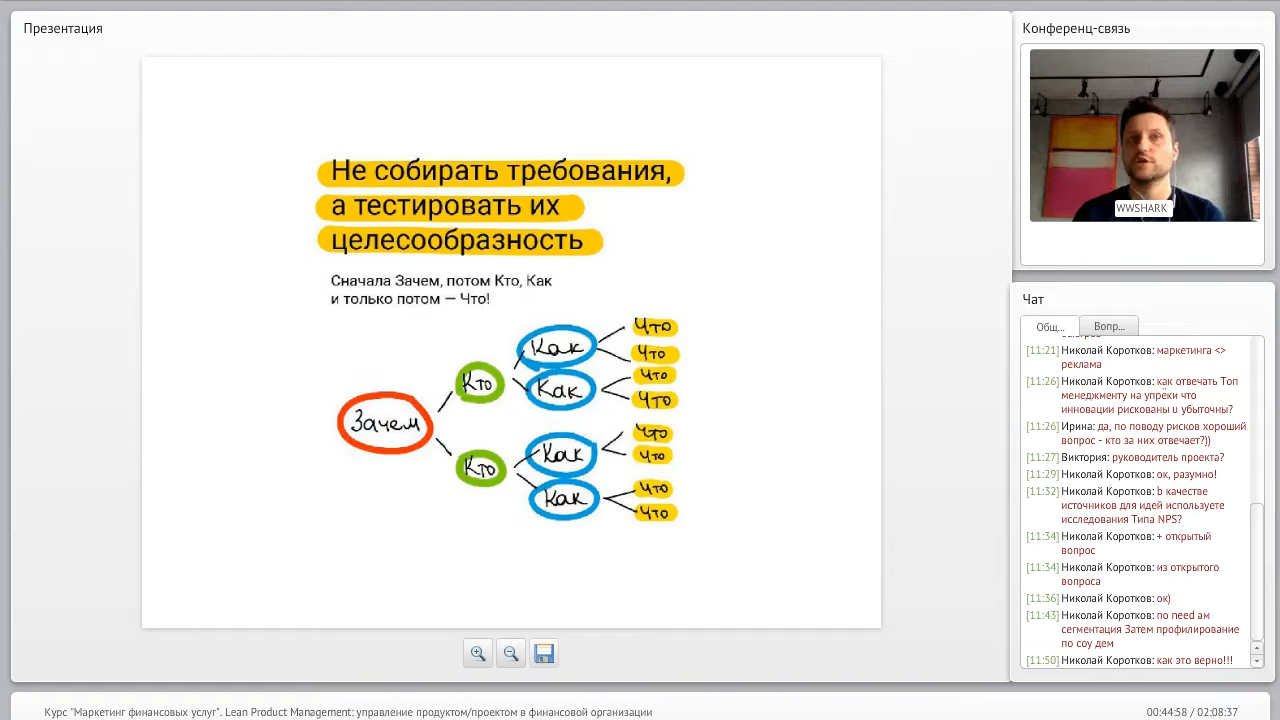 Презентация
Не собирать требования,
а тестировать их
целесообразность
Сначала Зачем, потом Кто, Как
и только потом — Что!
Зачем
Кто
Кто
Как
Как
Как
Как
Что
Что
Что
Что
Что
Что
Что
Что
Конференц-связь
WWSHARK
Чат
Общ...
Вопр...
[11:21] Николай Коротков: маркетинга <>
реклама
[11:26] Николай Коротков: как отвечать Топ
менеджменту на упрёки что
инновации рискованы и убыточны?
[11:26] Ирина: да, по поводу рисков хороший
вопрос - кто за них отвечает?))
[11:27] Виктория: руководитель проекта?
[11:29] Николай Коротков: ок, разумно!
[11:32] Николай Коротков: b качестве
источников для идей используете
исследования Типа NPS?
[11:34] Николай Коротков: + открытый
вопрос
[11:34] Николай Коротков: из открытого
вопроса
[11:36] Николай Коротков: ок)
[11:43] Николай Коротков: по need ам
сегментация Затем профилирование
по соу дем
[11:50] Николай Коротков: как это верно!!!
Курс "Маркетинг финансовых услуг". Lean Product Management: управление продуктом/проектом в финансовой организации
00:44:58 / 02:08:37